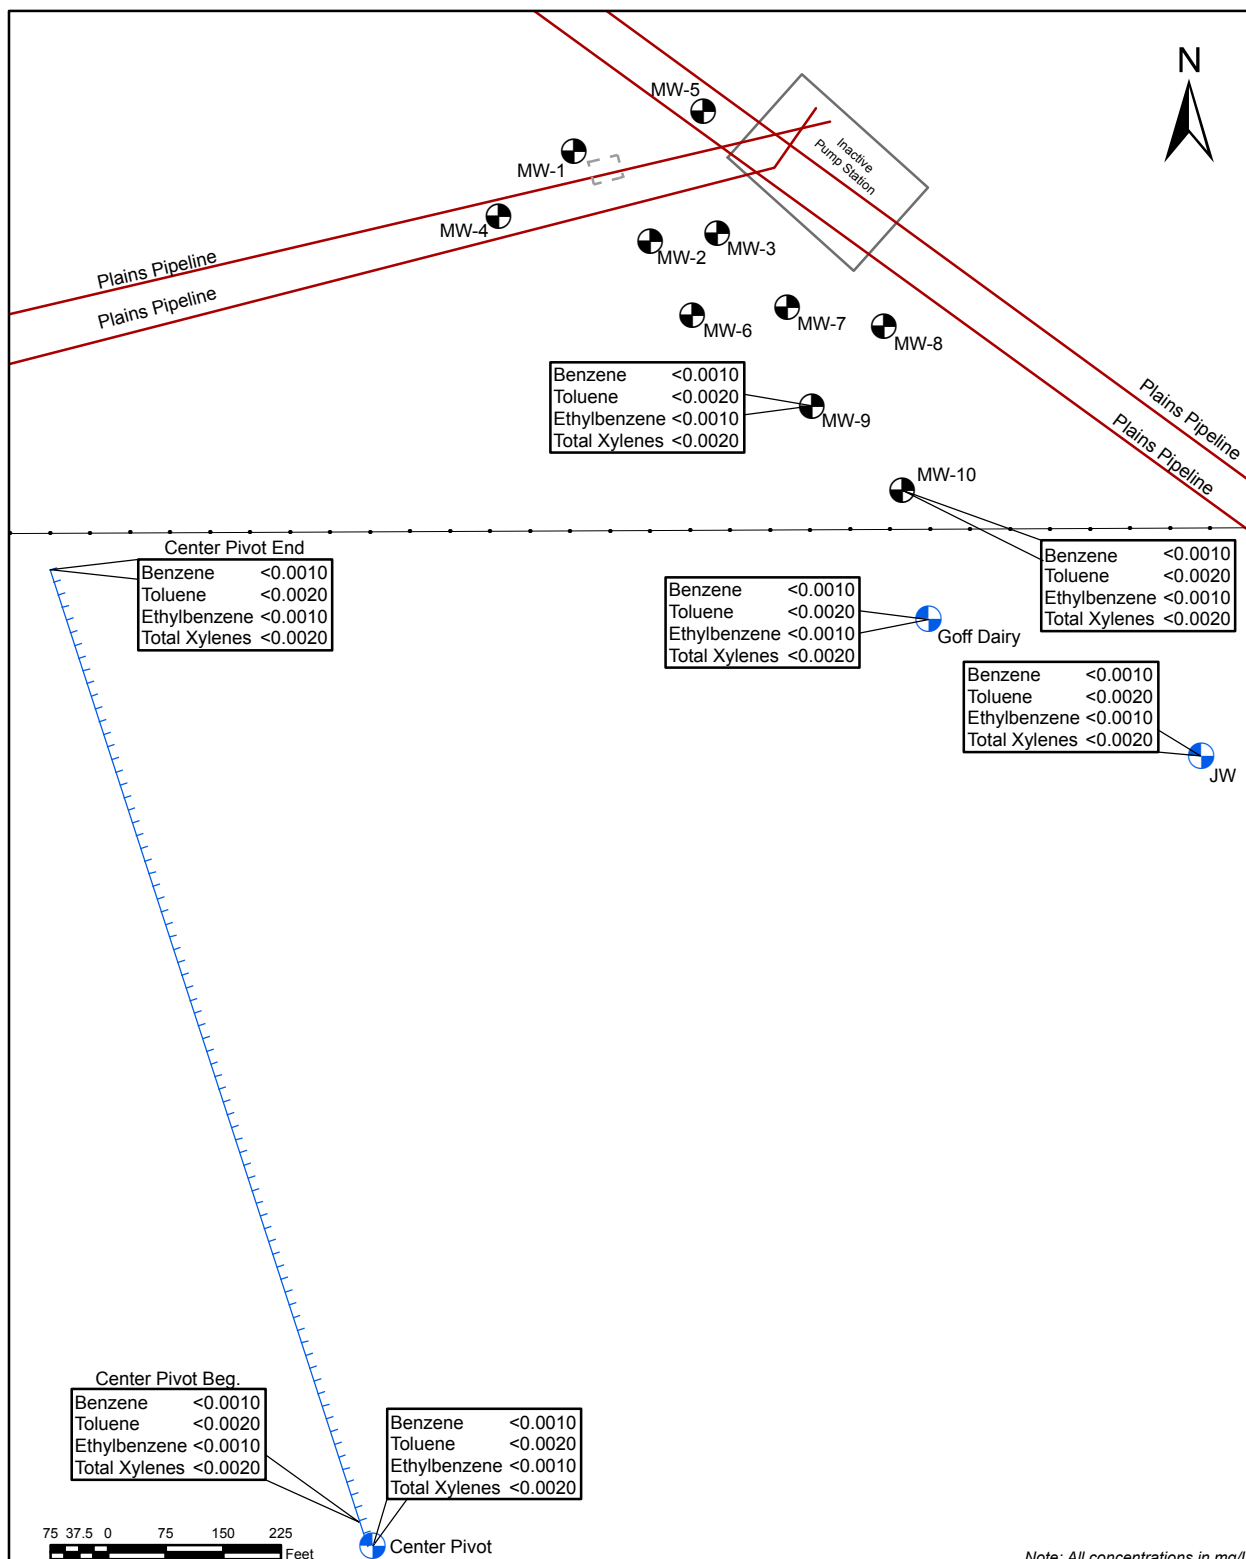 N
MW-5
Inactive
Pump Station
MW-1
MW-4
MW-2
MW-3
Plains Pipeline
Plains Pipeline
MW-6
MW-7
MW-8
Benzene <0.0010
Toluene <0.0020
Ethylbenzene <0.0010
Total Xylenes <0.0020
MW-9
Plains Pipeline
Plains Pipeline
MW-10
Center Pivot End
Benzene <0.0010
Toluene <0.0020
Ethylbenzene <0.0010
Total Xylenes <0.0020
Benzene <0.0010
Toluene <0.0020
Ethylbenzene <0.0010
Total Xylenes <0.0020
Benzene <0.0010
Toluene <0.0020
Ethylbenzene <0.0010
Total Xylenes <0.0020
Goff Dairy
Benzene <0.0010
Toluene <0.0020
Ethylbenzene <0.0010
Total Xylenes <0.0020
JW
Center Pivot Beg.
Benzene <0.0010
Toluene <0.0020
Ethylbenzene <0.0010
Total Xylenes <0.0020
Benzene <0.0010
Toluene <0.0020
Ethylbenzene <0.0010
Total Xylenes <0.0020
75 37.5 0 75 150 225
Feet
Center Pivot
Note: All concentrations in mg/l